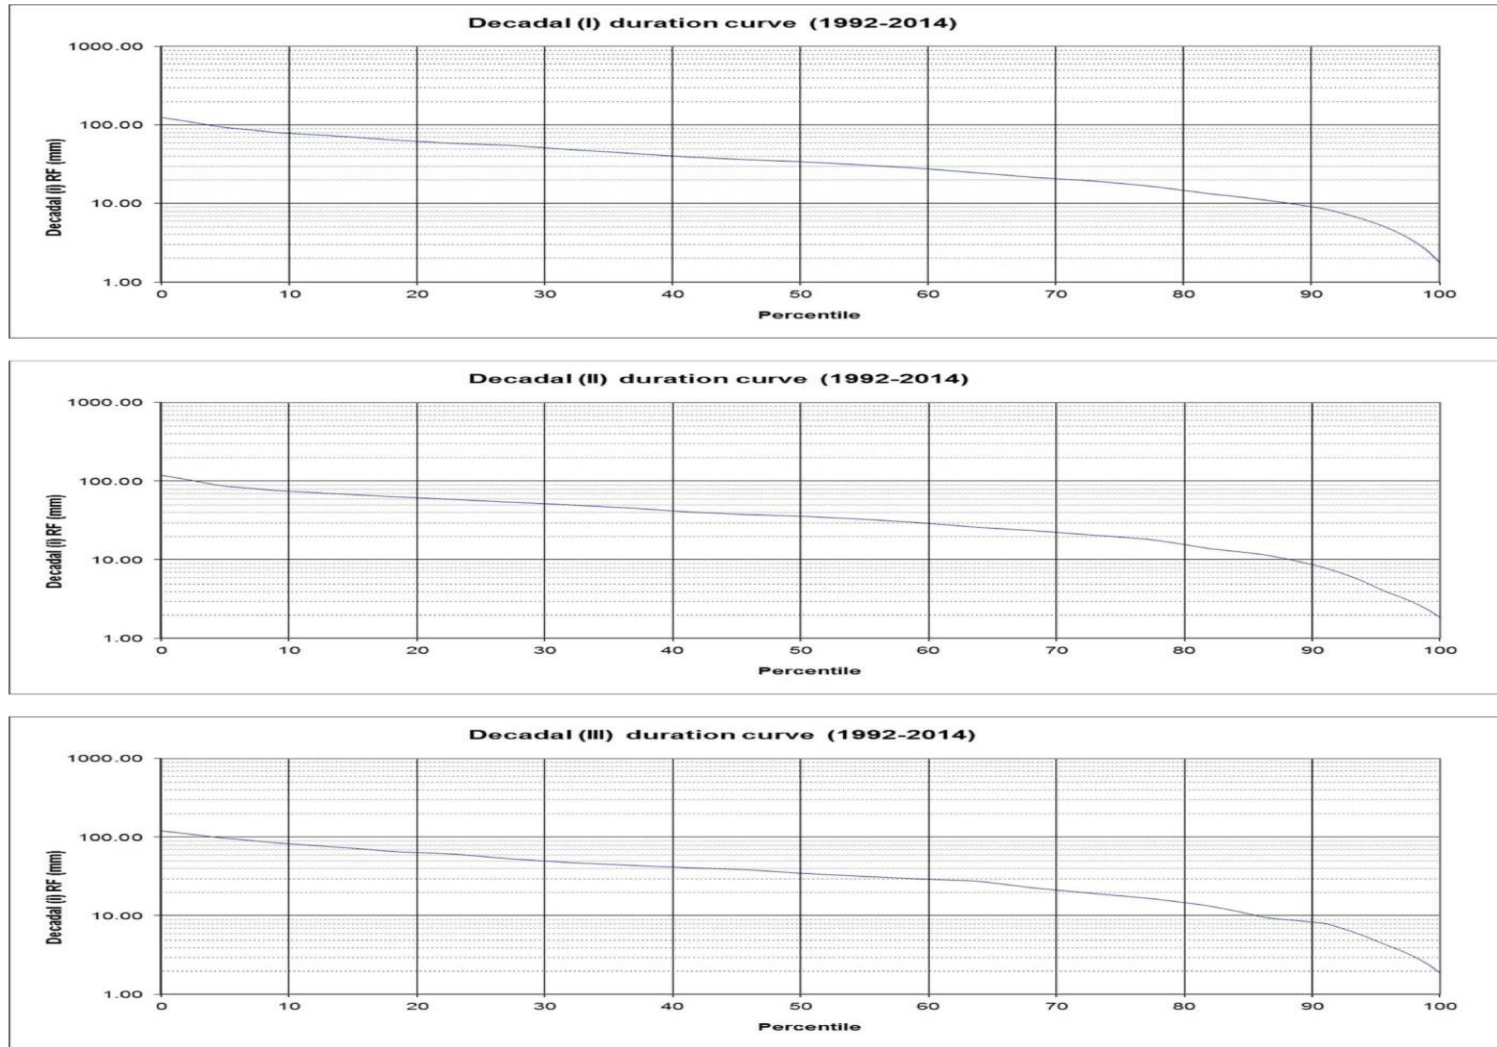 Decadal (I) duration curve (1992-2014)
1000.00
100.00
10.00
1.00
Decadal (i) RF (mm)
0 10 20 30 40 50 60 70 80 90 100
Percentile
Decadal (II) duration curve (1992-2014)
1000.00
100.00
10.00
1.00
Decadal (i) RF (mm)
0 10 20 30 40 50 60 70 80 90 100
Percentile
Decadal (III) duration curve (1992-2014)
1000.00
100.00
10.00
1.00
Decadal (i) RF (mm)
0 10 20 30 40 50 60 70 80 90 100
Percentile